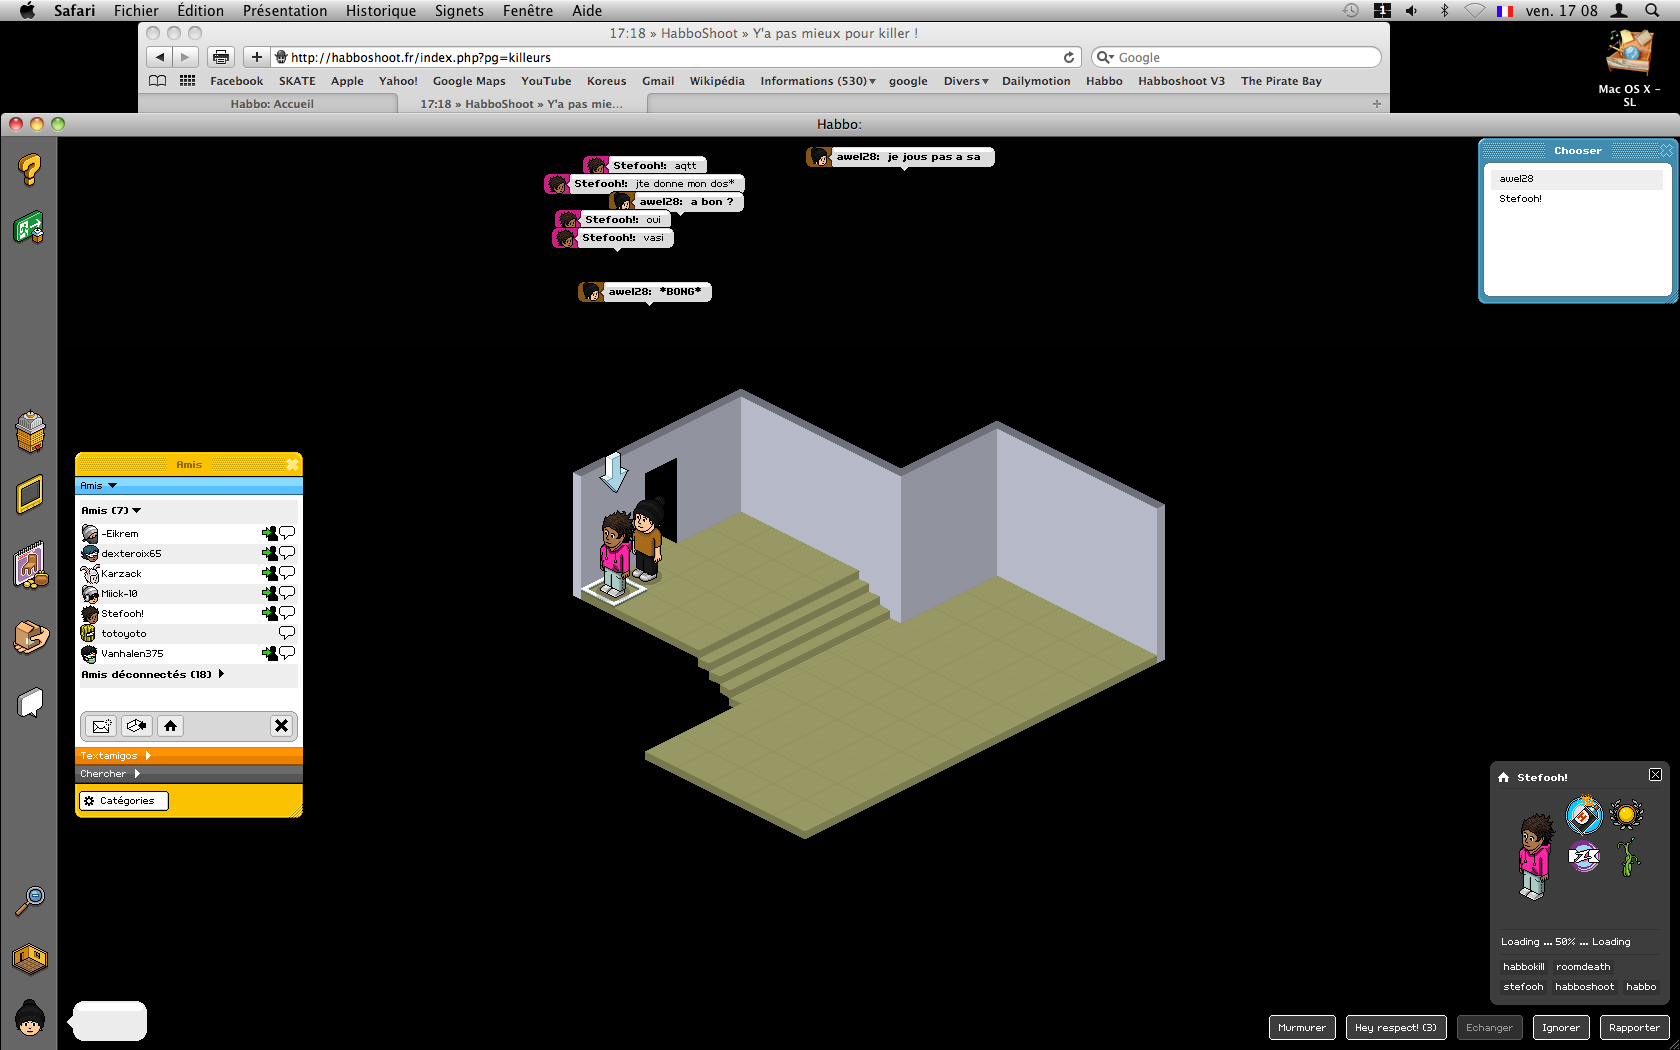 Safari Fichier Édition Présentation Historique Signets Fenêtre Aide 1 ven. 17 08
17:18 » HabboShoot » Y'a pas mieux pour killer !
http://habboshoot.fr/index.php?pg=killeurs Google
Facebook SKATE Apple Yahoo! Google Maps YouTube Koreus Gmail Wikipédia Informations (530) google Divers Dailymotion Habbo Habboshoot V3 The Pirate Bay
Habbo: Accueil 17:18 » HabboShoot » Y'a pas mie...
Mac OS X - SL
Habbo:
awel28: je jous pas a sa
Stefooh!: aqtt
Stefooh!: jte donne mon dos*
awel28: a bon ?
Stefooh!: oui
Stefooh!: vasi
awel28: *BONG*
Chooser
awel28
Stefooh!
Amis
Amis
Amis (7)
-Eikrem
dexteroix65
Karzack
Miick-10
Stefooh!
totoyoto
Vanhalen375
Amis déconnectés (18)
Textamigos
Chercher
Catégories
Stefooh!
Loading ... 50% ... Loading
habbokill roomdeath
stefooh habboshoot habbo
Murmurer Hey respect! (3) Echanger Ignorer Rapporter